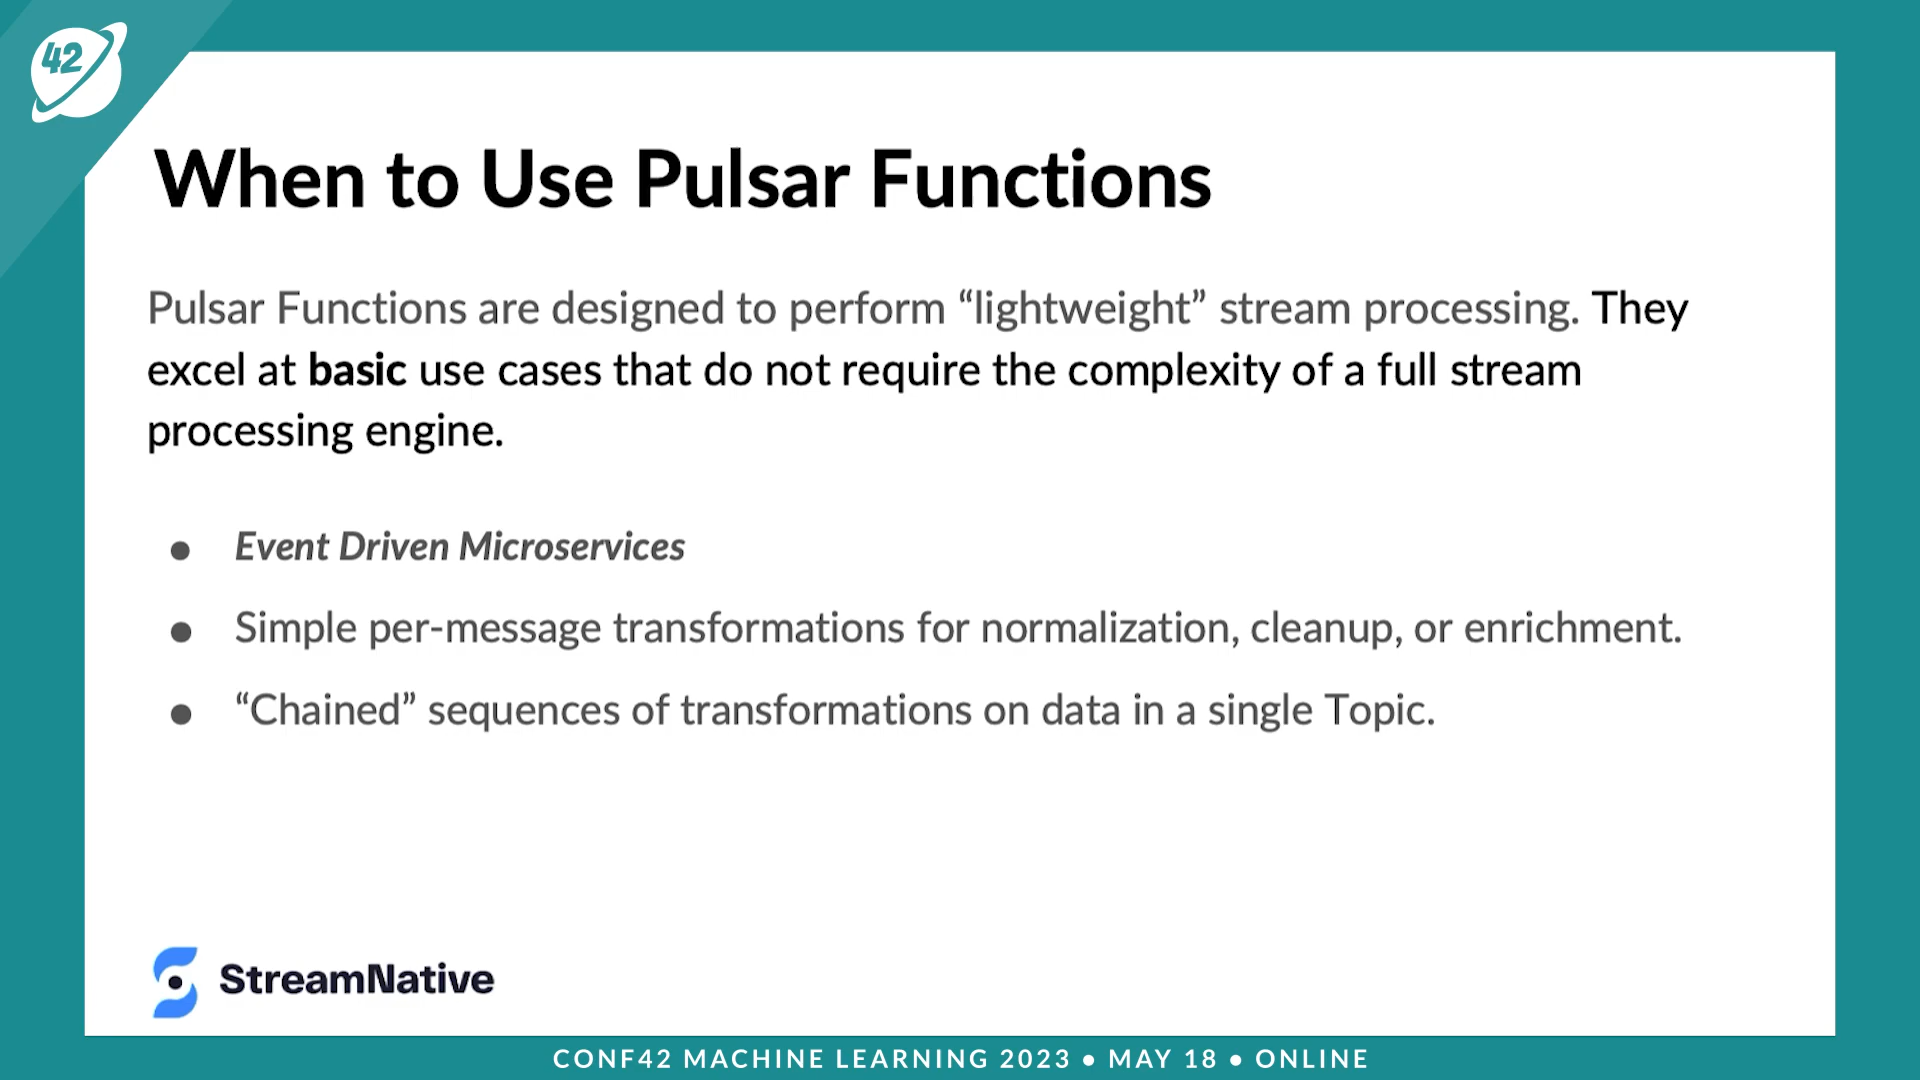 42
When to Use Pulsar Functions
Pulsar Functions are designed to perform “lightweight” stream processing. They
excel at basic use cases that do not require the complexity of a full stream
processing engine.
● Event Driven Microservices
● Simple per-message transformations for normalization, cleanup, or enrichment.
● “Chained” sequences of transformations on data in a single Topic.
StreamNative
CONF42 MACHINE LEARNING 2023 ● MAY 18 ● ONLINE